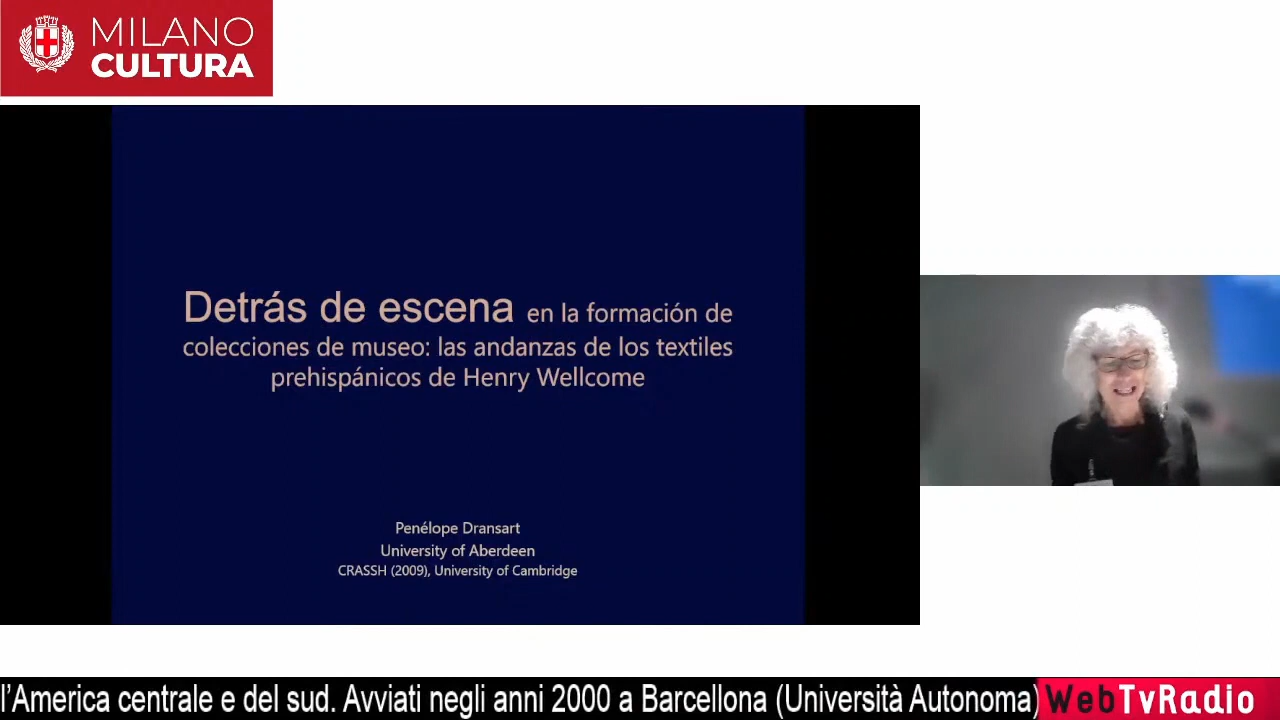 MILANO
CULTURA
Detrás de escena en la formación de
colecciones de museo: las andanzas de los textiles
prehispánicos de Henry Wellcome
Penélope Dransart
University of Aberdeen
CRASSH (2009), University of Cambridge
l'America centrale e del sud. Avviati negli anni 2000 a Barcellona (Università Autonoma)
WebTvRadio